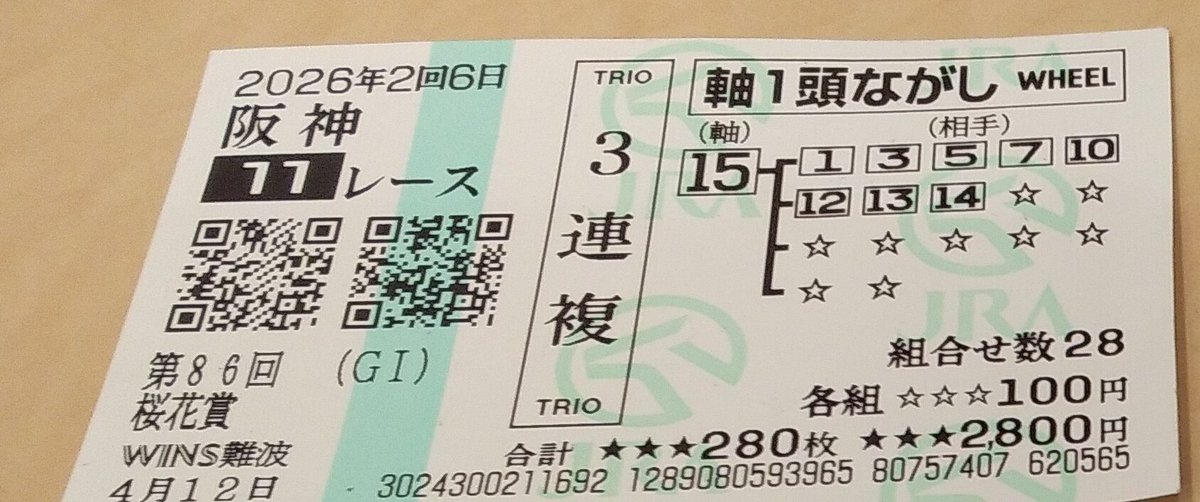 2026年2回6日
阪神
11レース
第86回 (GI)
桜花賞
WINS難波
4月12日
TRIO
3連複
TRIO
軸1頭ながし WHEEL
(軸) (相手)
15 1 3 5 7 10
12 13 14 ☆ ☆
☆ ☆ ☆ ☆ ☆
☆ ☆
組合せ数28
各組 ☆☆☆100円
合計 ★★★280枚 ★★★2,800円
3024300211692 1289080593965 80757407 620565
JRA
JRA
JRA